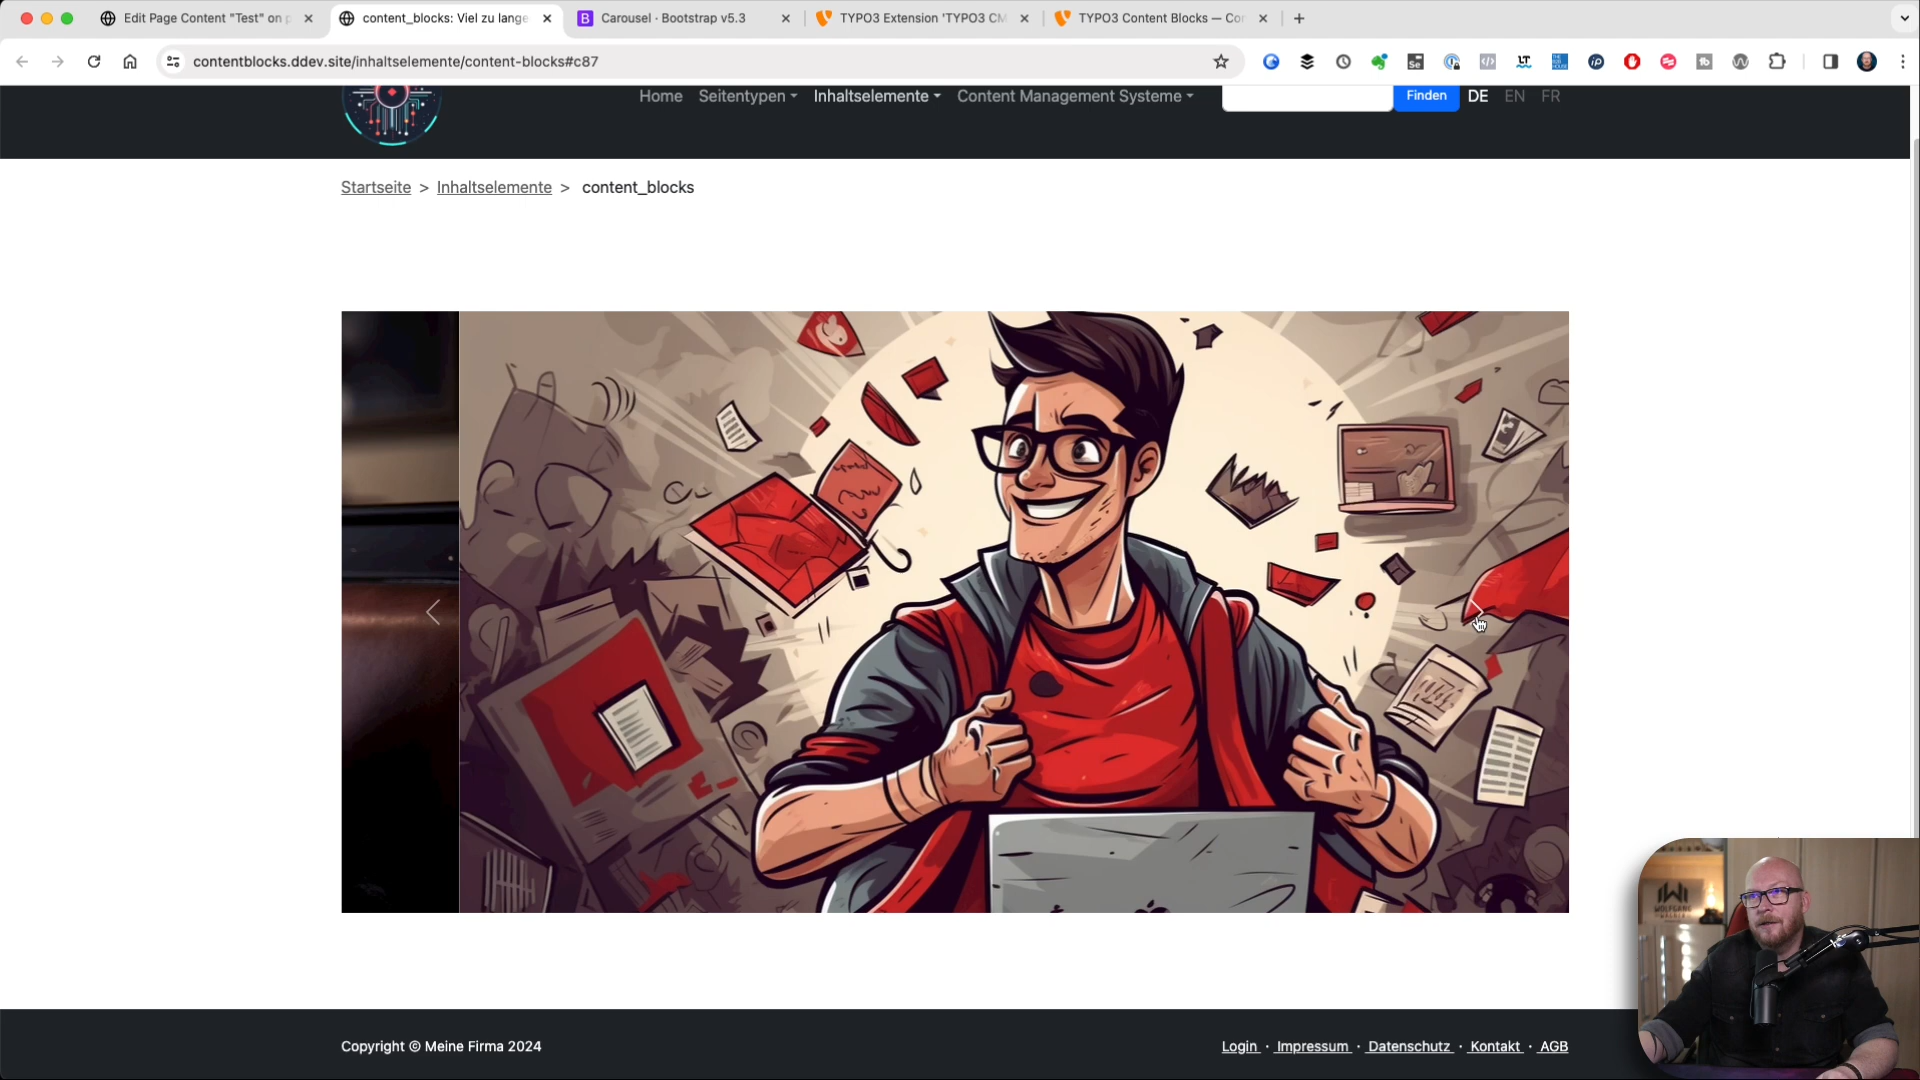 Edit Page Content "Test" on p
content_blocks: Viel zu lange
Carousel · Bootstrap v5.3
TYPO3 Extension 'TYPO3 CM
TYPO3 Content Blocks — Co
contentblocks.ddev.site/inhaltselemente/content-blocks#c87
Home Seitentypen Inhaltselemente Content Management Systeme Finden DE EN FR
Startseite > Inhaltselemente > content_blocks
Copyright © Meine Firma 2024
Login · Impressum · Datenschutz · Kontakt · AGB